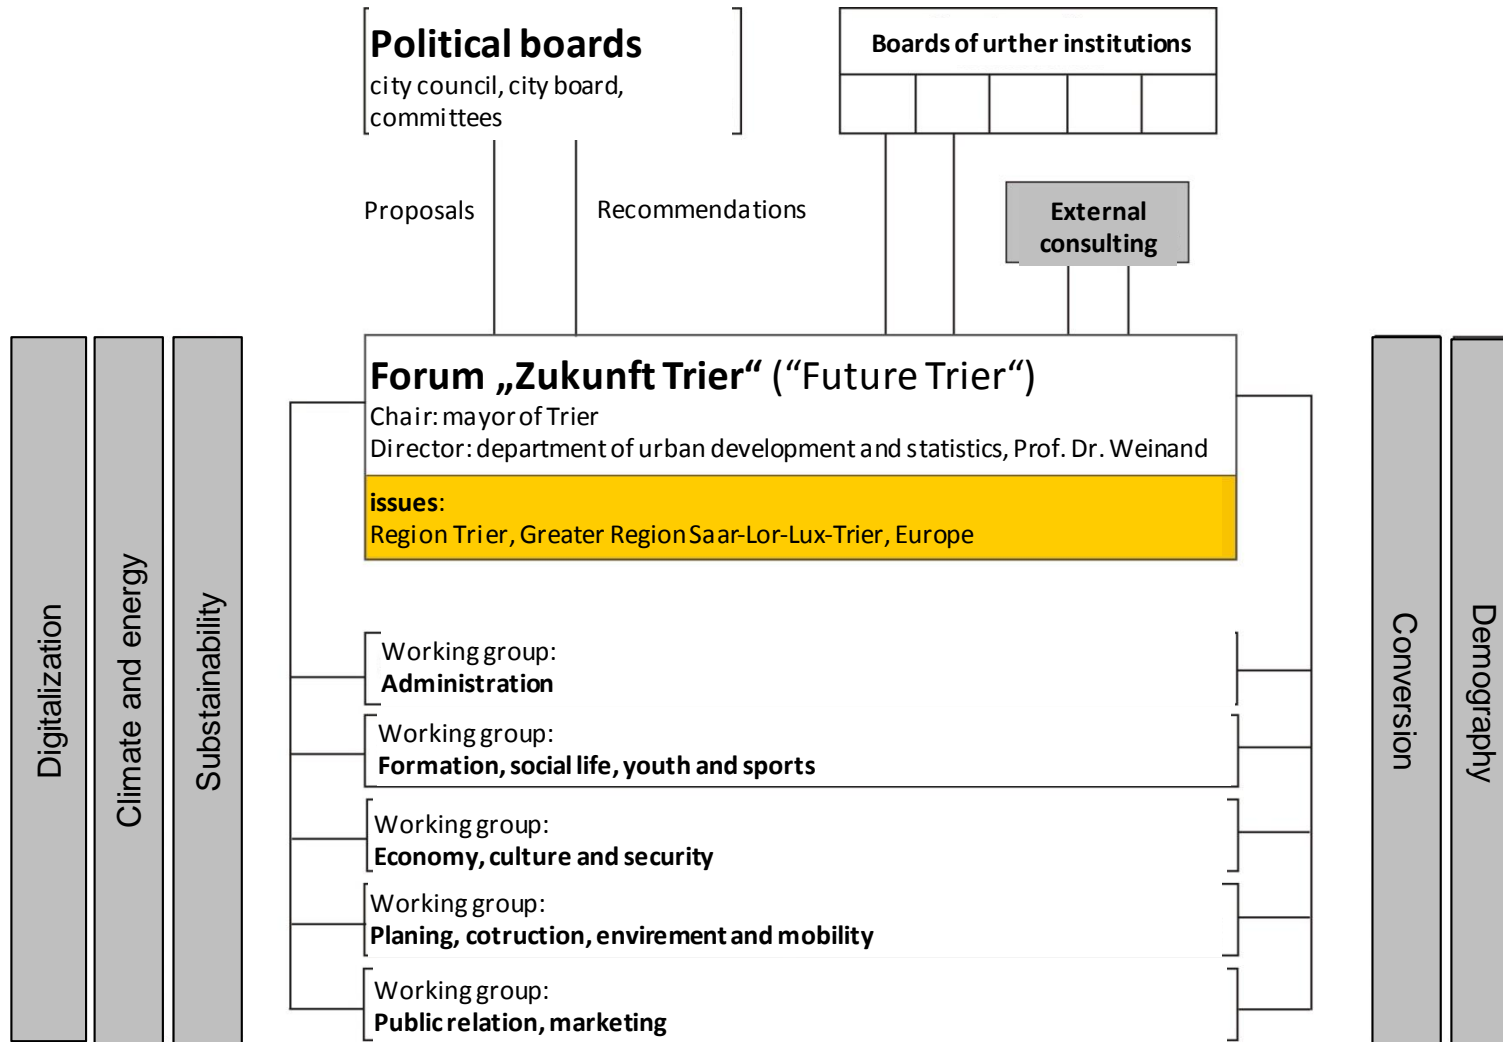 Political boards
city council, city board,
committees
Boards of urther institutions
Proposals
Recommendations
External
consulting
Forum „Zukunft Trier“ (“Future Trier“)
Chair: mayor of Trier
Director: department of urban development and statistics, Prof. Dr. Weinand
issues:
Region Trier, Greater Region Saar-Lor-Lux-Trier, Europe
Working group:
Administration
Working group:
Formation, social life, youth and sports
Working group:
Economy, culture and security
Working group:
Planing, cotruction, envirement and mobility
Working group:
Public relation, marketing
Digitalization
Climate and energy
Substainability
Conversion
Demography